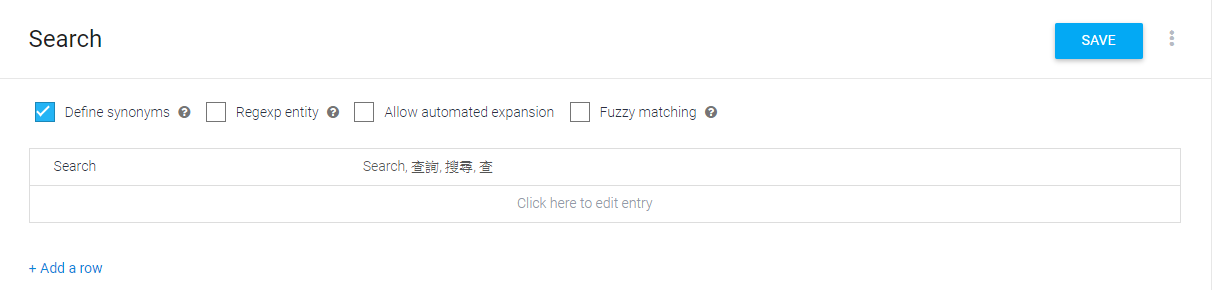 Search
SAVE
Define synonyms ? Regexp entity ? Allow automated expansion Fuzzy matching ?
Search Search, 查詢, 搜尋, 查
Click here to edit entry
+ Add a row